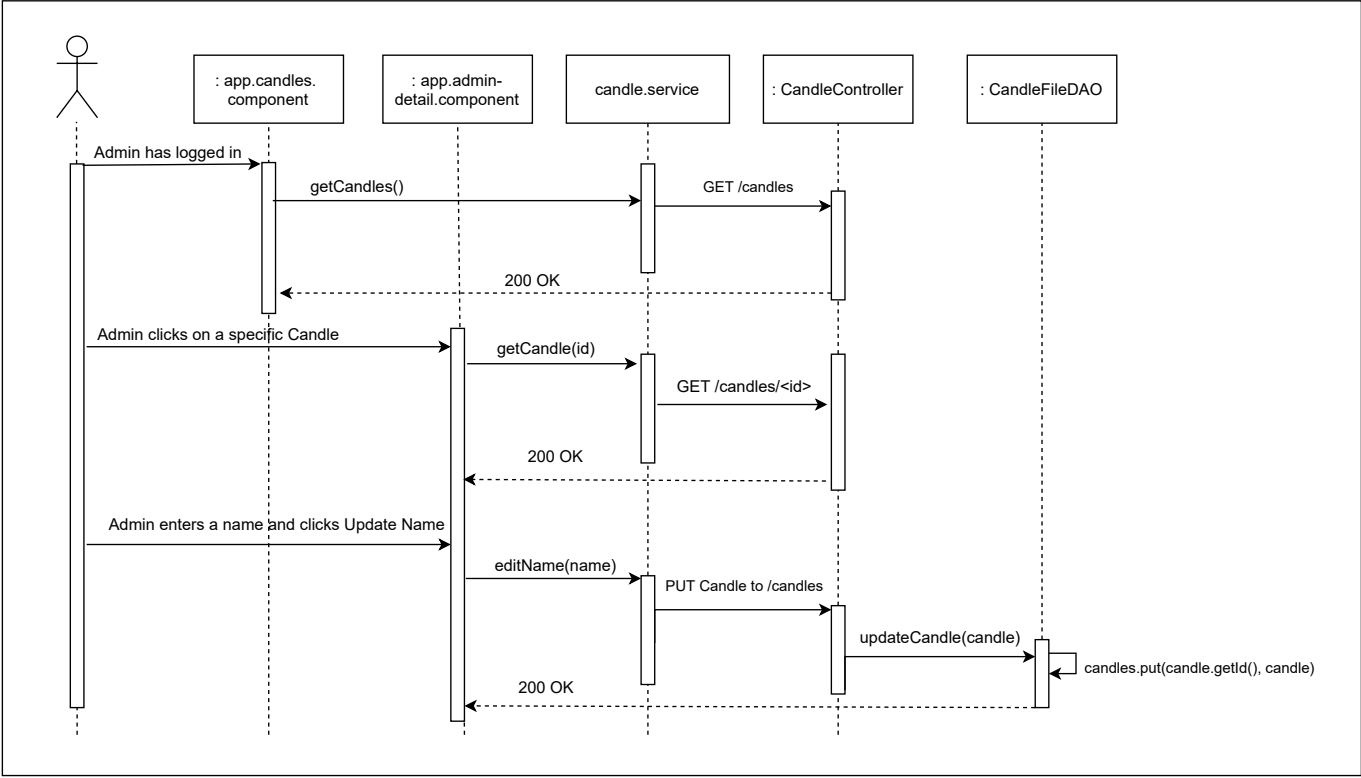 : app.candles.
component
: app.admin-
detail.component
candle.service
: CandleController
: CandleFileDAO
Admin has logged in
getCandles()
GET /candles
200 OK
Admin clicks on a specific Candle
getCandle(id)
GET /candles/<id>
200 OK
Admin enters a name and clicks Update Name
editName(name)
PUT Candle to /candles
updateCandle(candle)
candles.put(candle.getId(), candle)
200 OK